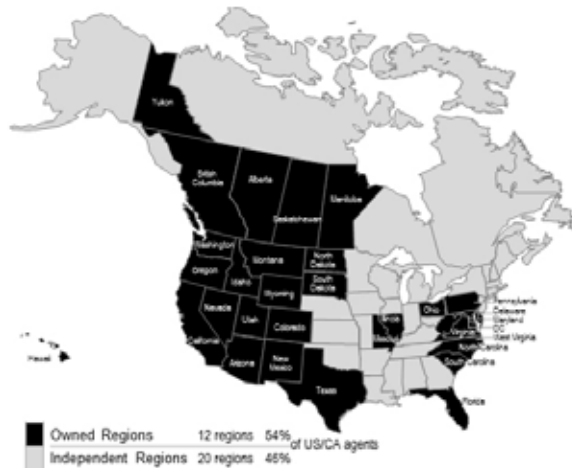 Yukon
British
Columbia
Alberta
Saskatchewan
Manitoba
Washington
Montana
North
Dakota
Oregon
Idaho
South
Dakota
Wyoming
Nevada
Utah
Colorado
California
Arizona
New
Mexico
Texas
Illinois
Ohio
Pennsylvania
Delaware
Maryland
DC
West Virginia
Virginia
North Carolina
South Carolina
Florida
Hawaii
Owned Regions 12 regions 54%
of US/CA agents
Independent Regions 20 regions 46%